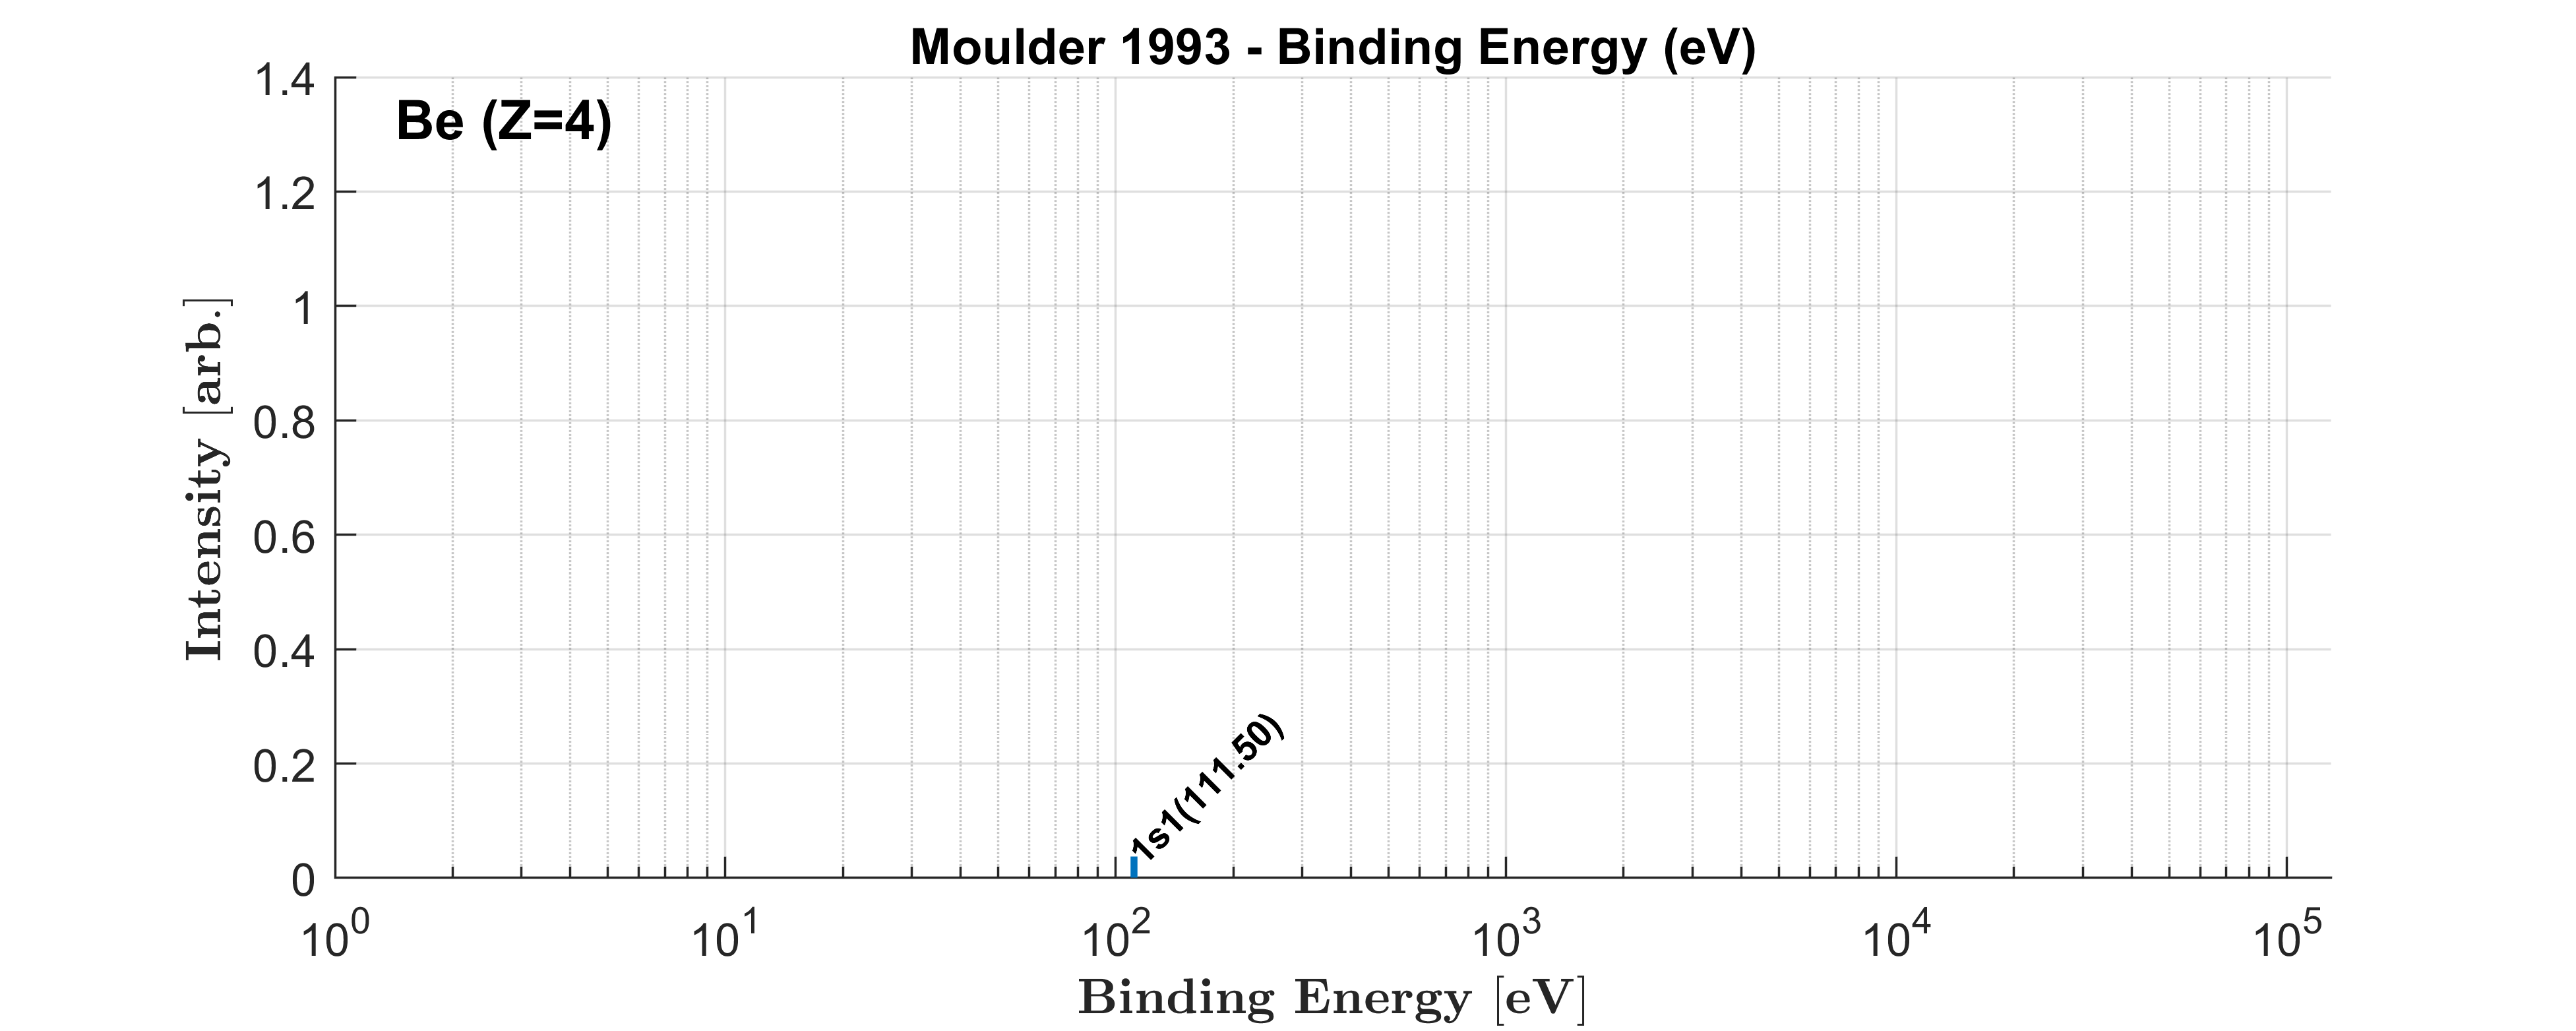 Moulder 1993 - Binding Energy (eV)
Be (Z=4)
Intensity [arb.]
1.4
1.2
1
0.8
0.6
0.4
0.2
0
1s1(111.50)
10^0 10^1 10^2 10^3 10^4 10^5
Binding Energy [eV]